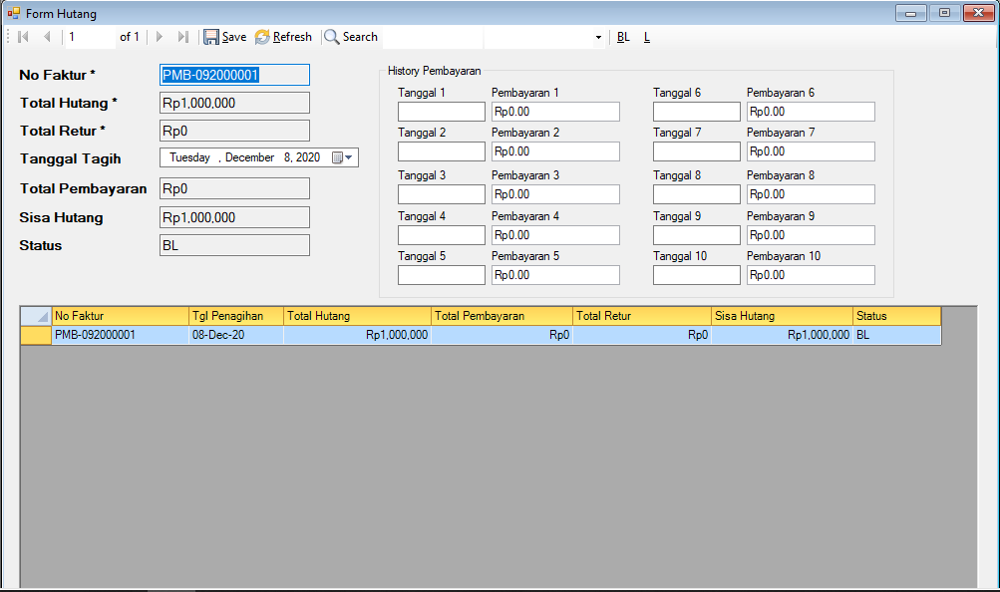 Form Hutang
1 of 1 Save Refresh Search BL L
No Faktur * PMB-092000001
Total Hutang * Rp1,000,000
Total Retur * Rp0
Tanggal Tagih Tuesday , December 8, 2020
Total Pembayaran Rp0
Sisa Hutang Rp1,000,000
Status BL
History Pembayaran
Tanggal 1 Pembayaran 1 Tanggal 6 Pembayaran 6
Rp0.00 Rp0.00
Tanggal 2 Pembayaran 2 Tanggal 7 Pembayaran 7
Rp0.00 Rp0.00
Tanggal 3 Pembayaran 3 Tanggal 8 Pembayaran 8
Rp0.00 Rp0.00
Tanggal 4 Pembayaran 4 Tanggal 9 Pembayaran 9
Rp0.00 Rp0.00
Tanggal 5 Pembayaran 5 Tanggal 10 Pembayaran 10
Rp0.00 Rp0.00
No Faktur Tgl Penagihan Total Hutang Total Pembayaran Total Retur Sisa Hutang Status
PMB-092000001 08-Dec-20 Rp1,000,000 Rp0 Rp0 Rp1,000,000 BL